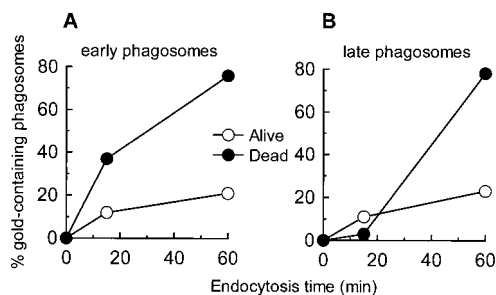 A
early phagosomes
% gold-containing phagosomes
80
60
40
20
0
0
20
40
60
B
late phagosomes
80
60
40
20
0
0
20
40
60
Alive
Dead
Endocytosis time (min)